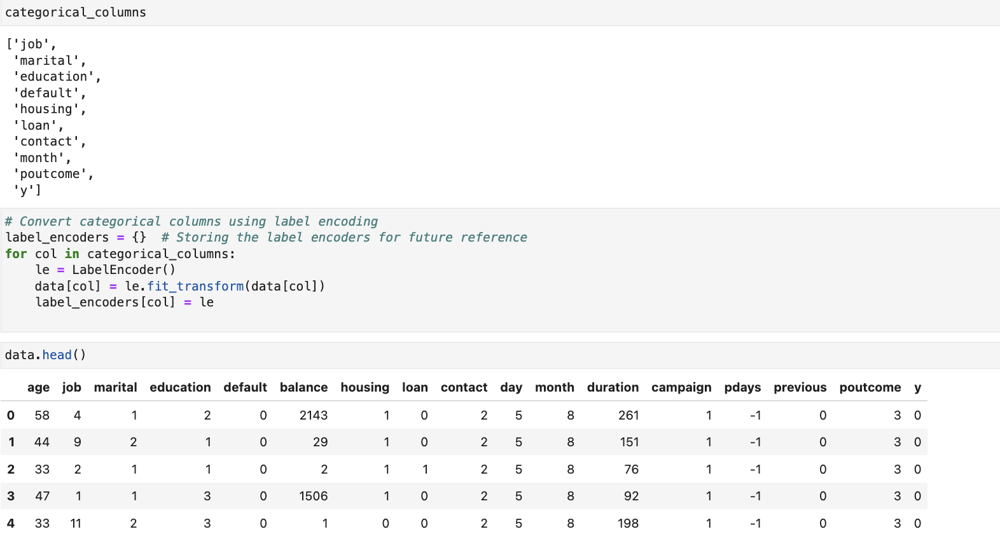 categorical_columns
['job',
 'marital',
 'education',
 'default',
 'housing',
 'loan',
 'contact',
 'month',
 'poutcome',
 'y']
# Convert categorical columns using label encoding
label_encoders = {}  # Storing the label encoders for future reference
for col in categorical_columns:
    le = LabelEncoder()
    data[col] = le.fit_transform(data[col])
    label_encoders[col] = le
data.head()
age job marital education default balance housing loan contact day month duration campaign pdays previous poutcome y
0 58 4 1 2 0 2143 1 0 2 5 8 261 1 -1 0 3 0
1 44 9 2 1 0 29 1 0 2 5 8 151 1 -1 0 3 0
2 33 2 1 1 0 2 1 1 2 5 8 76 1 -1 0 3 0
3 47 1 1 3 0 1506 1 0 2 5 8 92 1 -1 0 3 0
4 33 11 2 3 0 1 0 0 2 5 8 198 1 -1 0 3 0